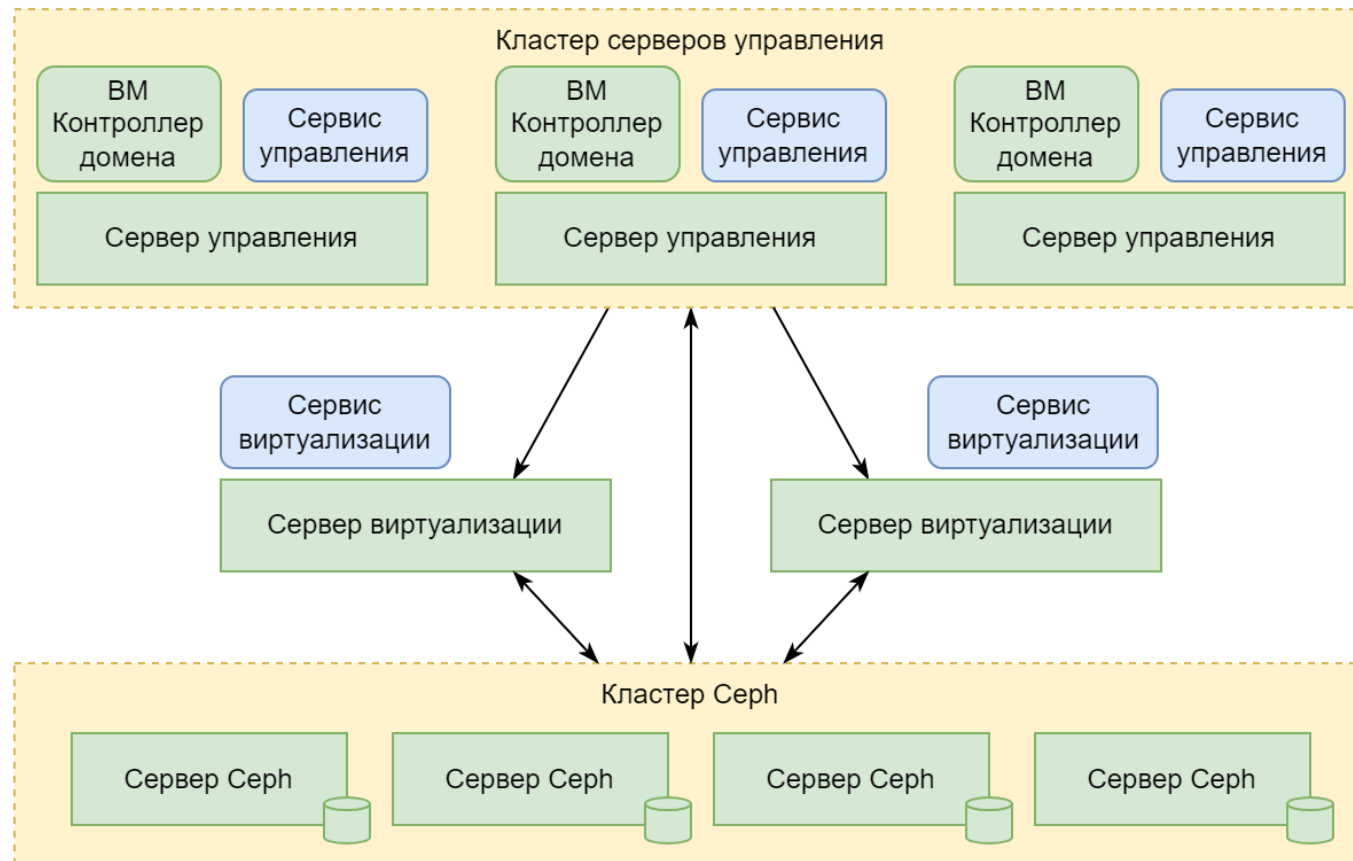 Кластер серверов управления
ВМ
Контроллер
домена
Сервис
управления
Сервер управления
ВМ
Контроллер
домена
Сервис
управления
Сервер управления
ВМ
Контроллер
домена
Сервис
управления
Сервер управления
Сервис
виртуализации
Сервер виртуализации
Сервис
виртуализации
Сервер виртуализации
Кластер Ceph
Сервер Ceph
Сервер Ceph
Сервер Ceph
Сервер Ceph